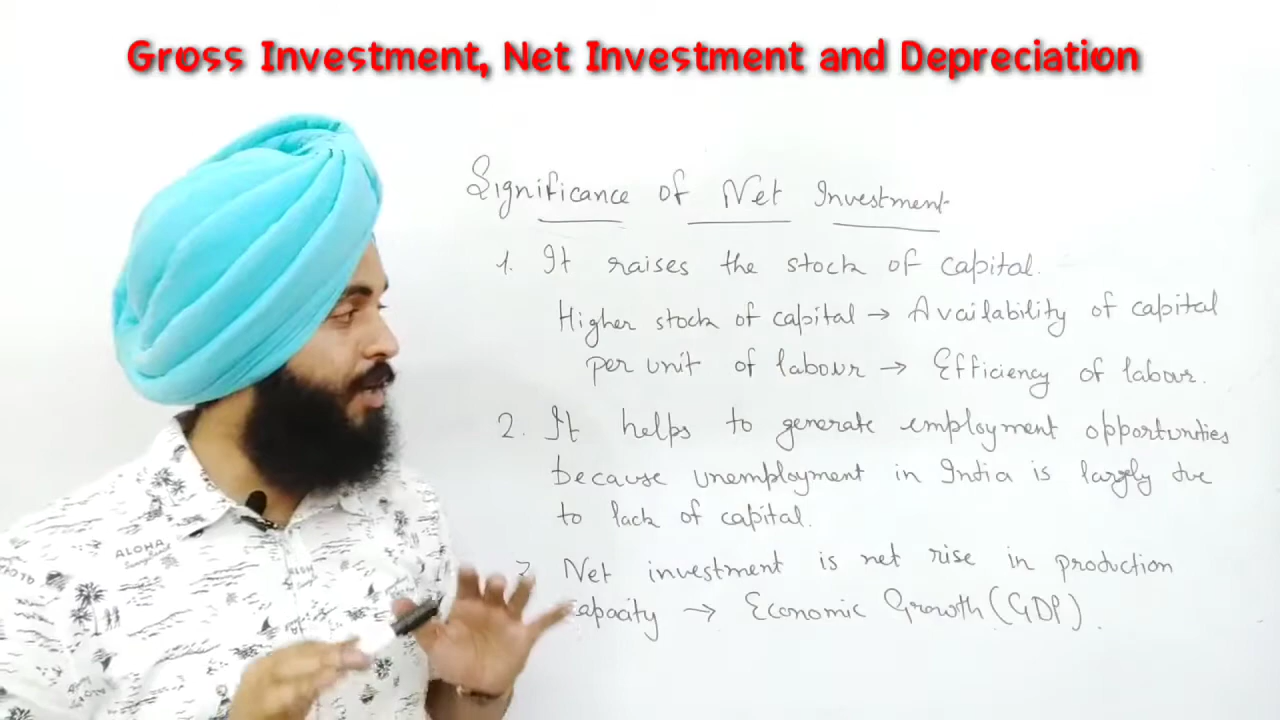 Gross Investment, Net Investment and Depreciation
Significance of Net Investment
1. It raises the stock of capital.
Higher stock of capital → Availability of capital
per unit of labour → Efficiency of labour.
2. It helps to generate employment opportunities
because unemployment in India is largely due
to lack of capital.
Net investment is net rise in production
capacity → Economic Growth (GDP).
ALOHA